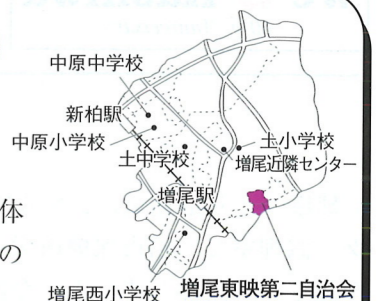 中原中学校
新柏駅
中原小学校
土小学校
土中学校
増尾近隣センター
増尾駅
体
の
増尾西小学校
増尾東映第二自治会